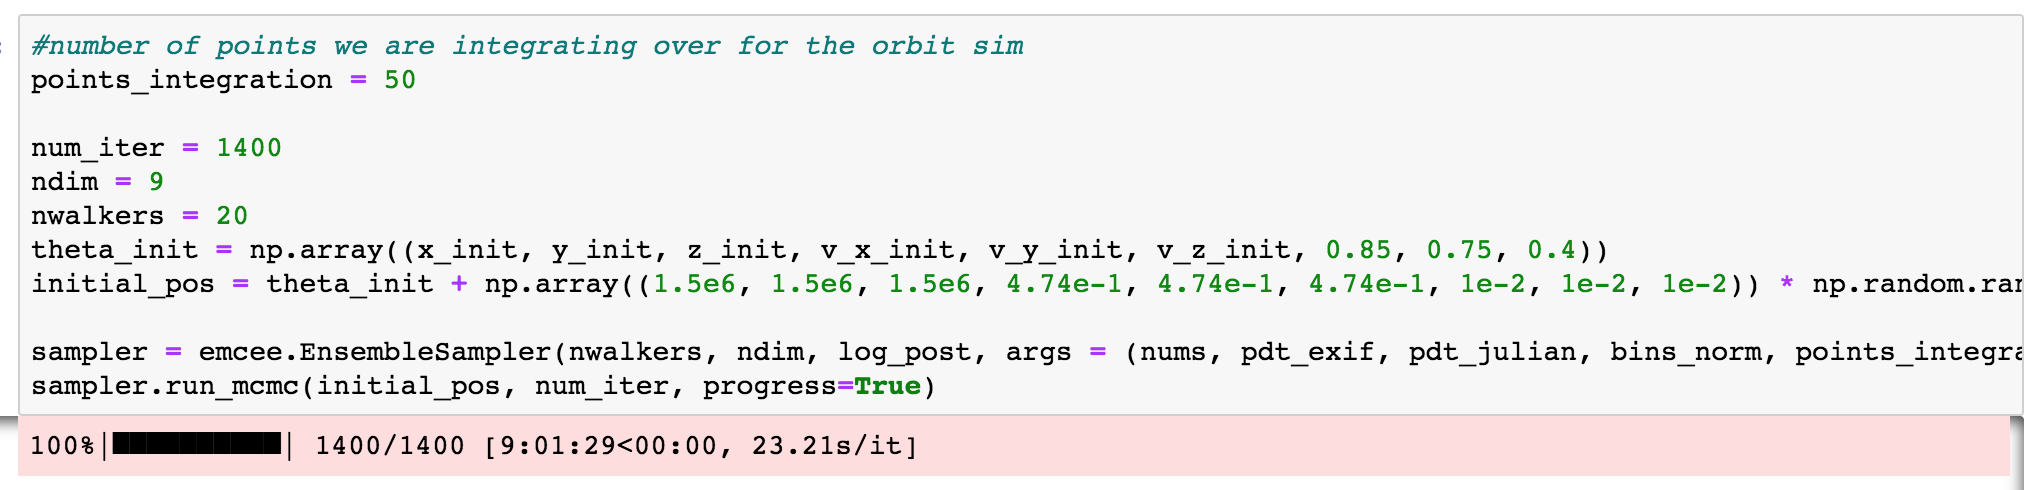 #number of points we are integrating over for the orbit sim
points_integration = 50
num_iter = 1400
ndim = 9
nwalkers = 20
theta_init = np.array((x_init, y_init, z_init, v_x_init, v_y_init, v_z_init, 0.85, 0.75, 0.4))
initial_pos = theta_init + np.array((1.5e6, 1.5e6, 1.5e6, 4.74e-1, 4.74e-1, 4.74e-1, 1e-2, 1e-2, 1e-2)) * np.random.ran
sampler = emcee.EnsembleSampler(nwalkers, ndim, log_post, args = (nums, pdt_exif, pdt_julian, bins_norm, points_integra
sampler.run_mcmc(initial_pos, num_iter, progress=True)
100%|██████████| 1400/1400 [9:01:29<00:00, 23.21s/it]